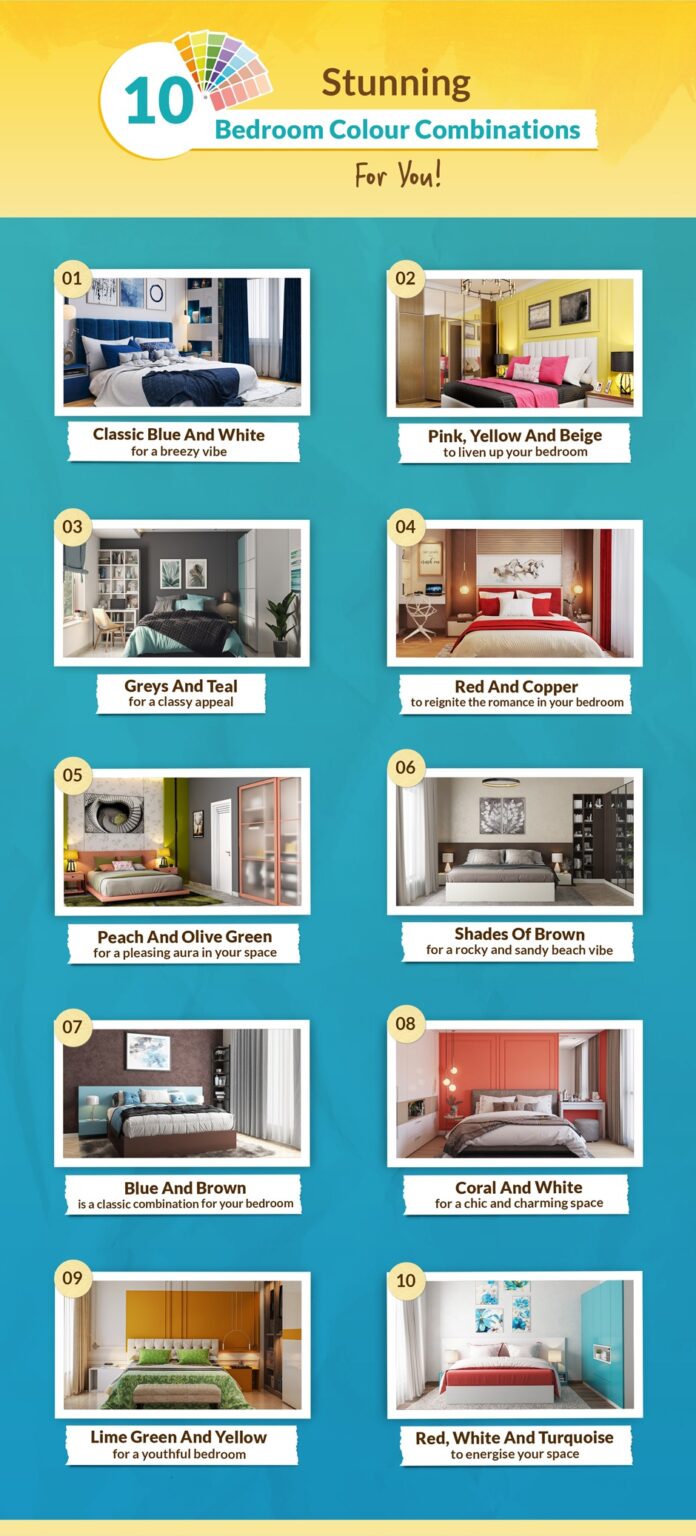 10
Stunning
Bedroom Colour Combinations
For You!
01
Classic Blue And White
for a breezy vibe
02
Pink, Yellow And Beige
to liven up your bedroom
03
Greys And Teal
for a classy appeal
04
Red And Copper
to reignite the romance in your bedroom
05
Peach And Olive Green
for a pleasing aura in your space
06
Shades Of Brown
for a rocky and sandy beach vibe
07
Blue And Brown
is a classic combination for your bedroom
08
Coral And White
for a chic and charming space
09
Lime Green And Yellow
for a youthful bedroom
10
Red, White And Turquoise
to energise your space